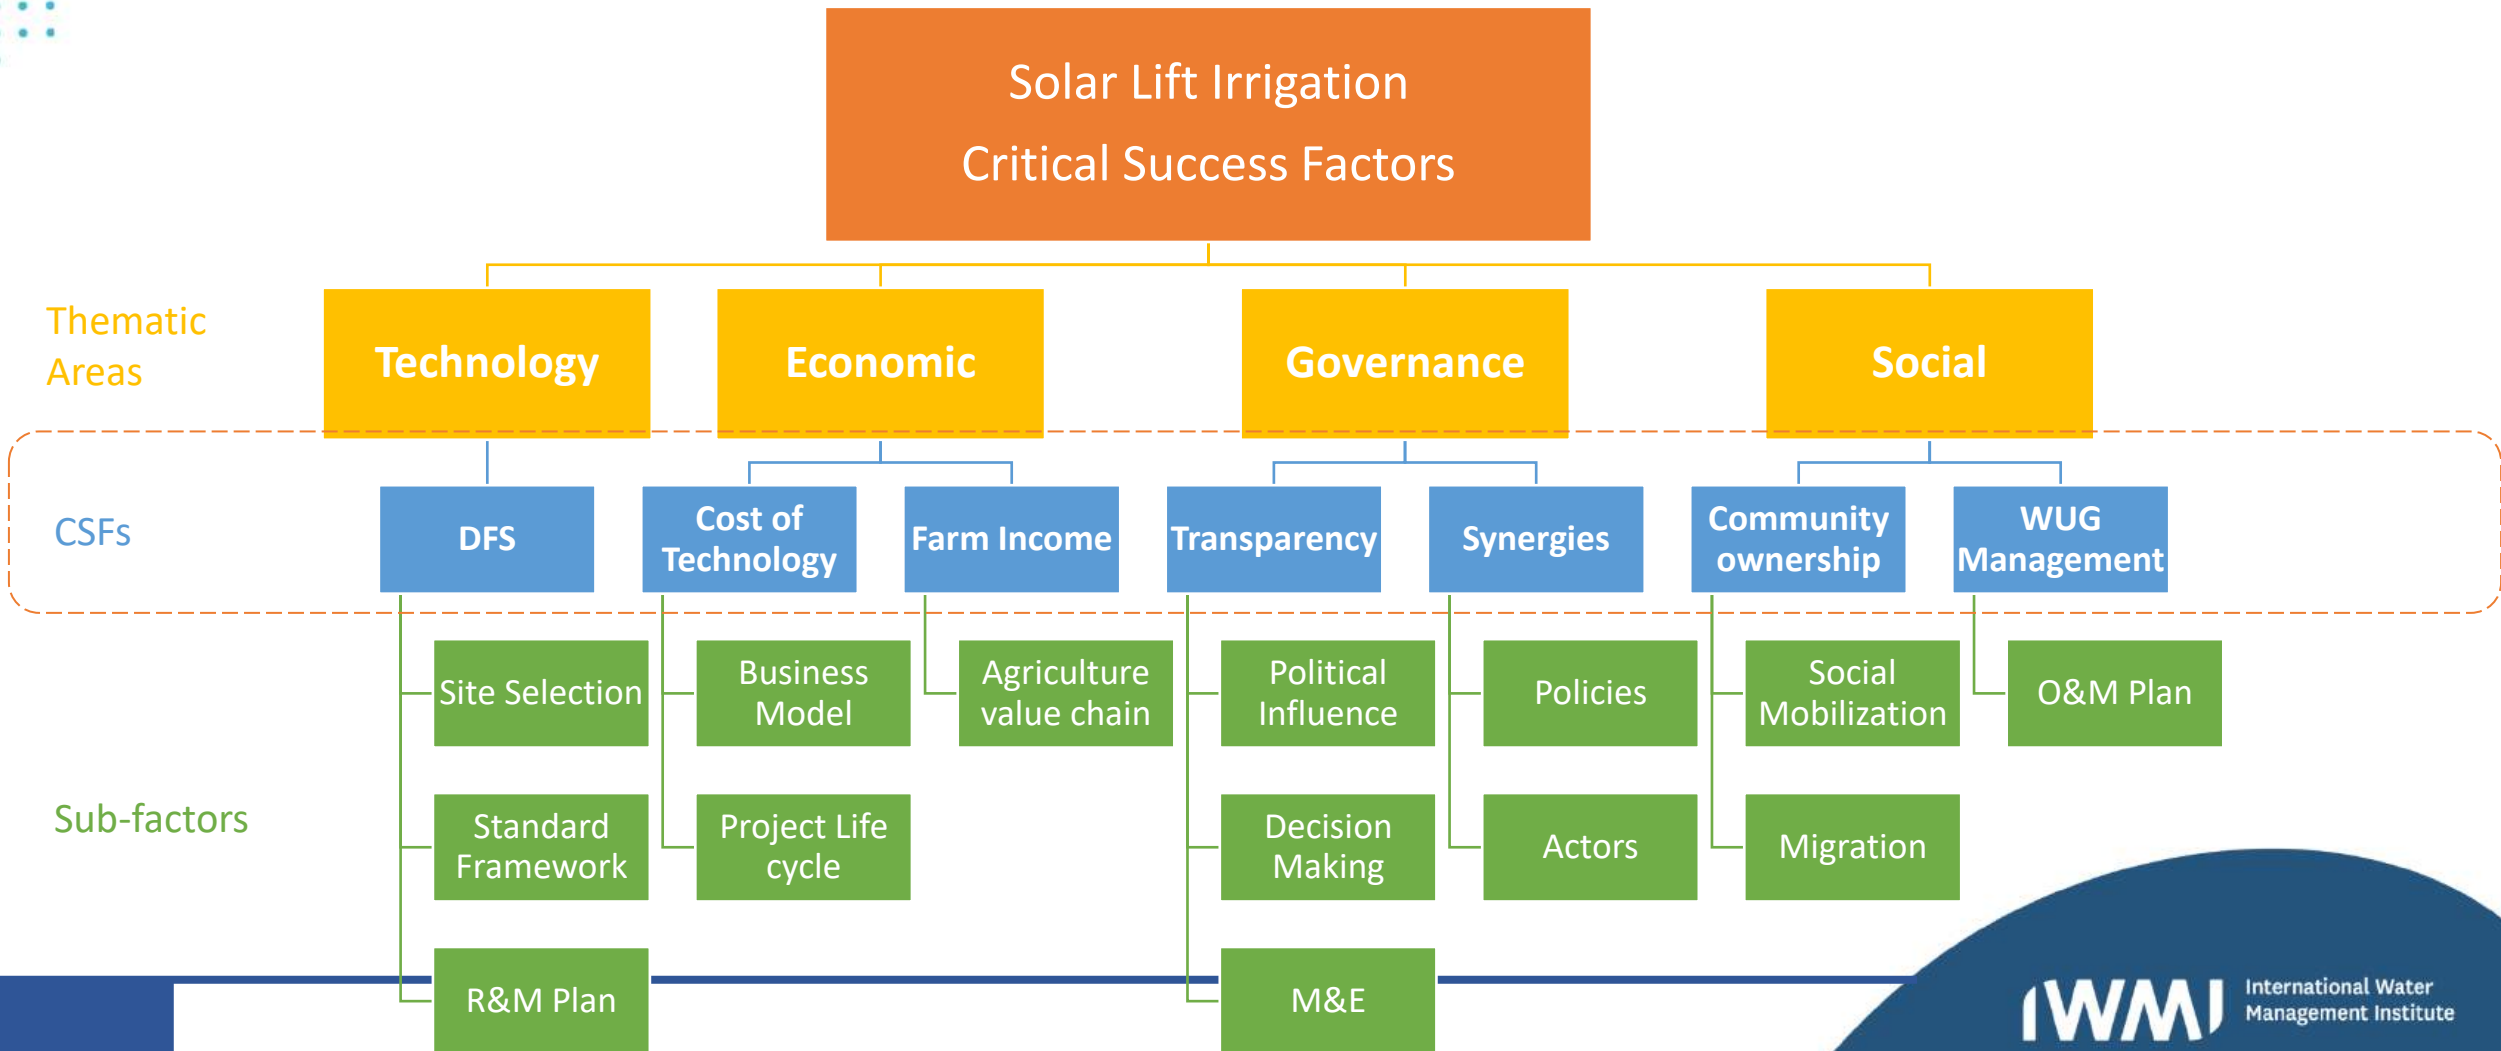 Solar Lift Irrigation
Critical Success Factors
Thematic
Areas
Technology
Economic
Governance
Social
CSFs
DFS
Cost of
Technology
Farm Income
Transparency
Synergies
Community
ownership
WUG
Management
Sub-factors
Site Selection
Business
Model
Agriculture
value chain
Political
Influence
Policies
Social
Mobilization
O&M Plan
Standard
Framework
Project Life
cycle
Decision
Making
Actors
Migration
R&M Plan
M&E
IWMI
International Water
Management Institute